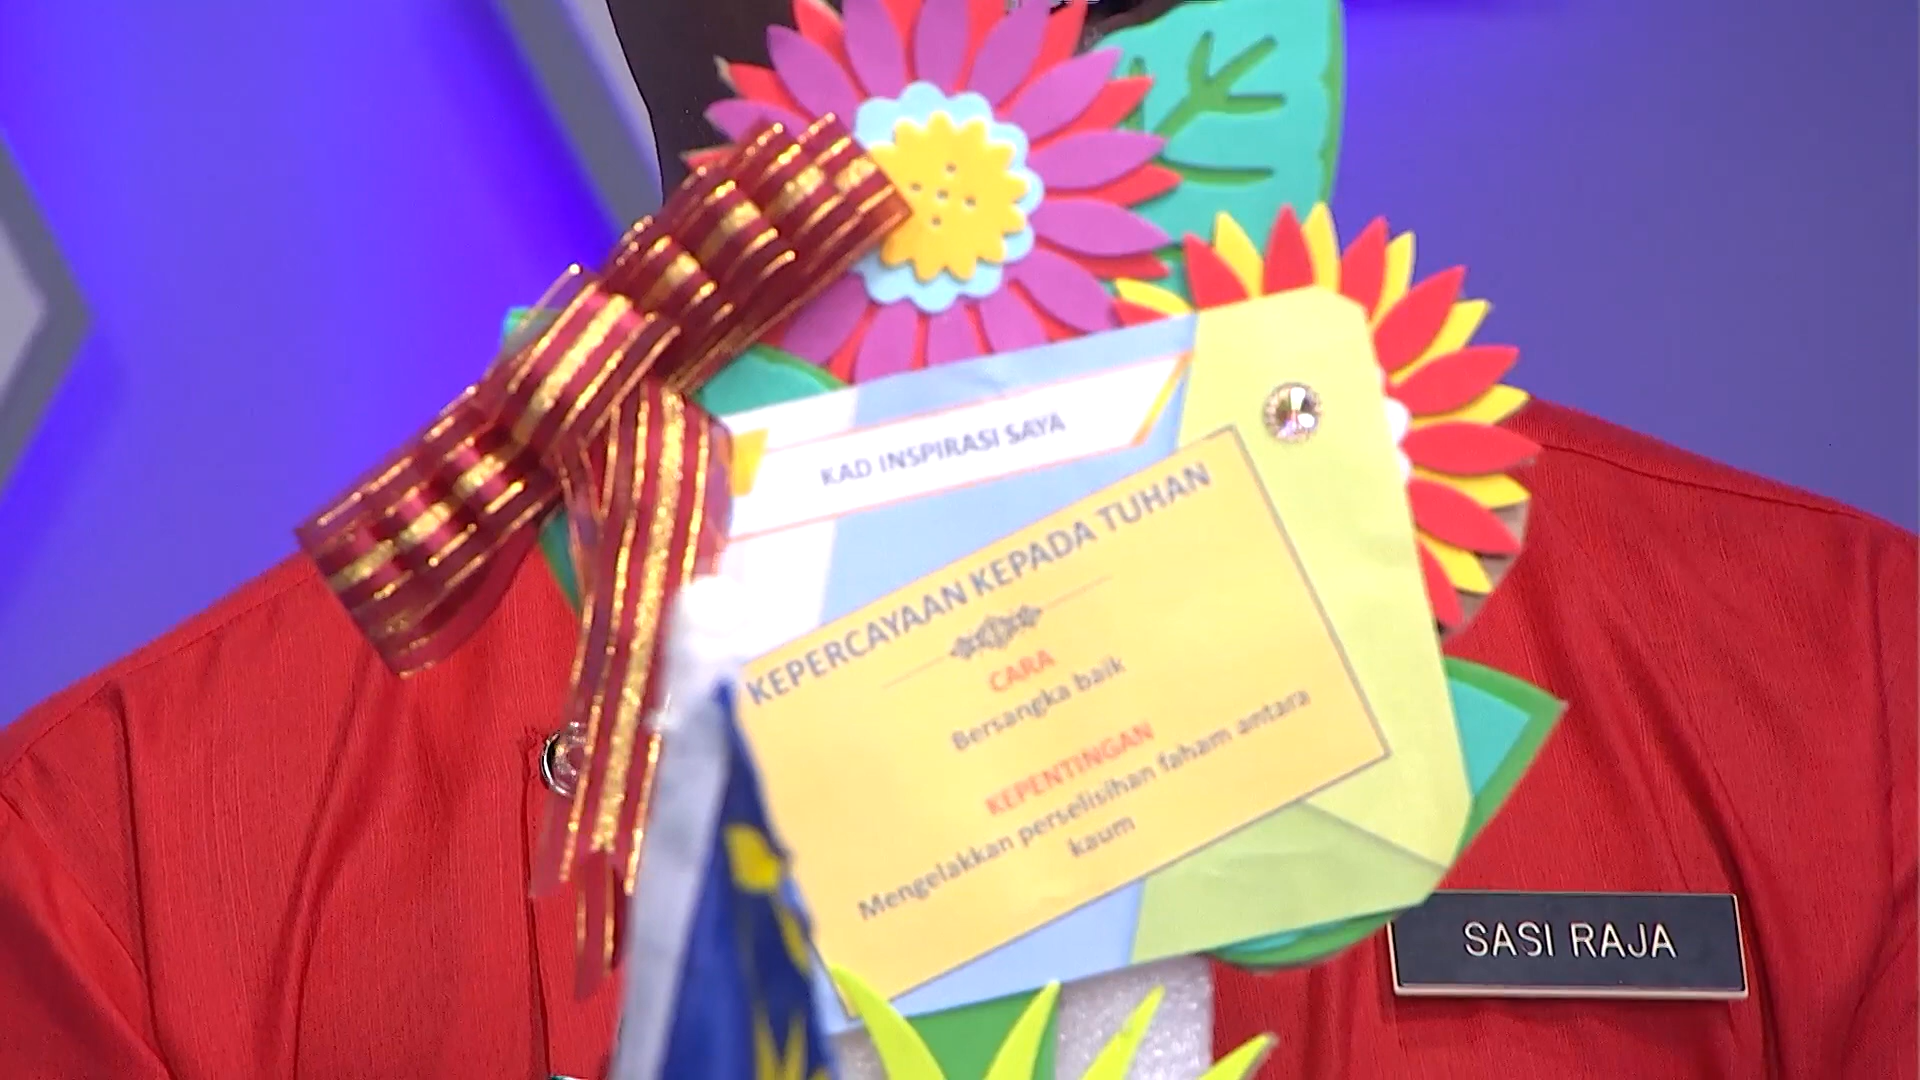 KAD INSPIRASI SAYA
KEPERCAYAAN KEPADA TUHAN
CARA
Bersangka baik
KEPENTINGAN
Mengelakkan perselisihan faham antara
kaum
SASI RAJA